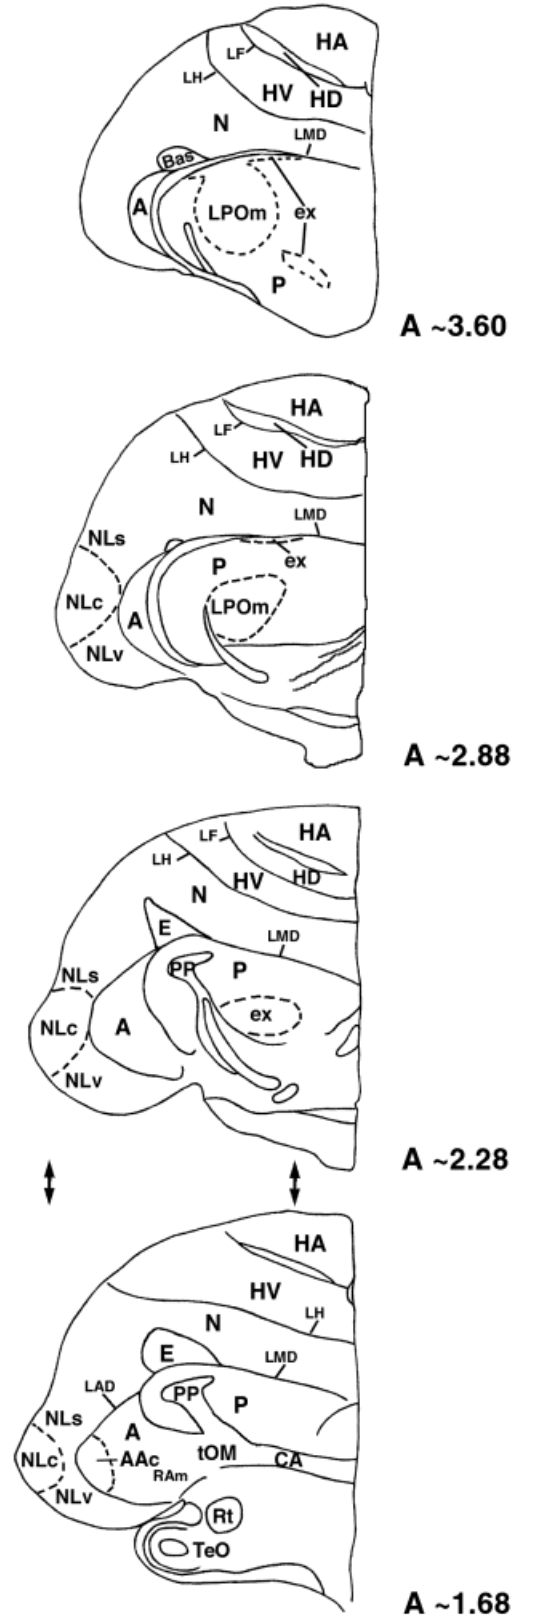 HA
LF
LH
HV
HD
N
LMD
Bas
A
LPOm
ex
P
A ~3.60
HA
LF
LH
HV
HD
N
LMD
NLs
P
ex
NLc
LPOm
A
NLv
A ~2.88
HA
LF
LH
HV
HD
N
E
LMD
NLs
PP
P
ex
NLc
A
NLv
A ~2.28
HA
HV
LH
N
E
LMD
LAD
PP
P
NLs
A
NLc
AAc
tOM
CA
RAm
NLv
Rt
TeO
A ~1.68